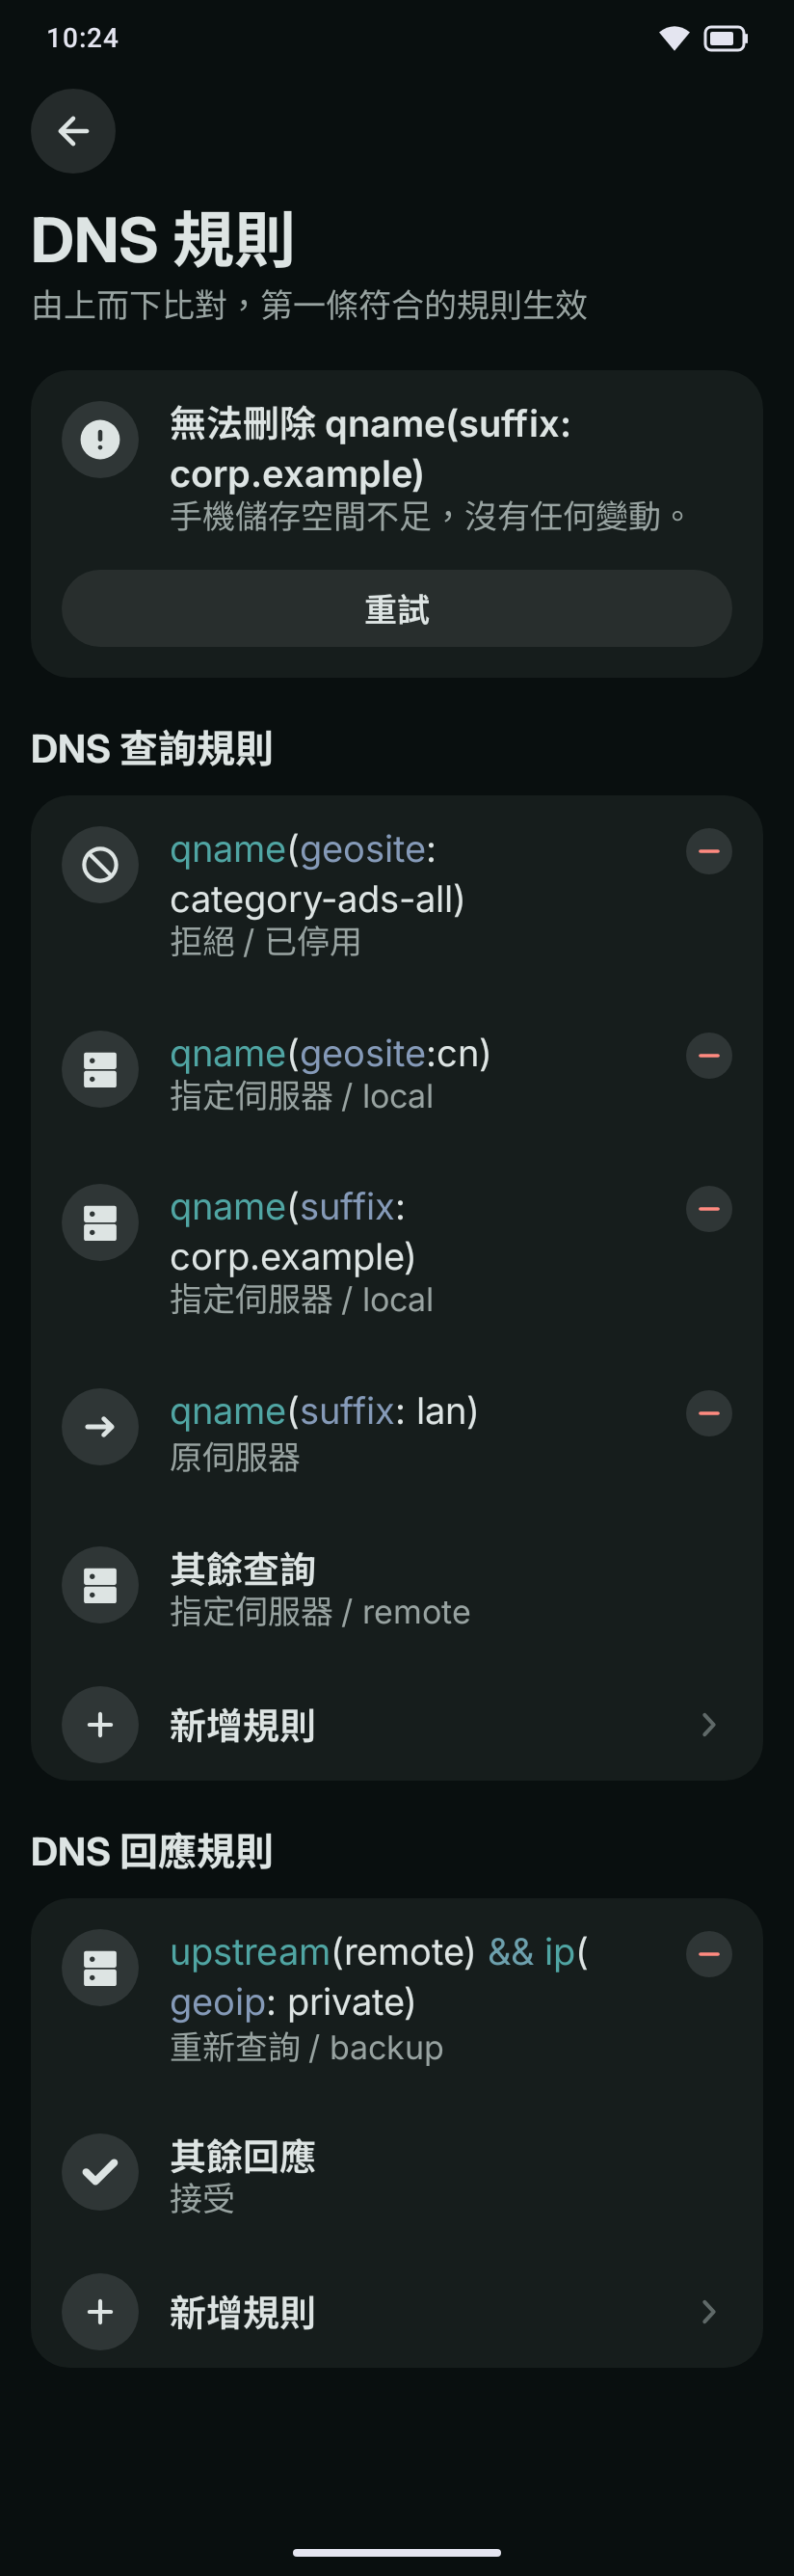 10:24
DNS 規則
由上而下比對，第一條符合的規則生效
無法刪除 qname(suffix:
corp.example)
手機儲存空間不足，沒有任何變動。
重試
DNS 查詢規則
qname(geosite:
category-ads-all)
拒絕 / 已停用
qname(geosite:cn)
指定伺服器 / local
qname(suffix:
corp.example)
指定伺服器 / local
qname(suffix: lan)
原伺服器
其餘查詢
指定伺服器 / remote
新增規則
DNS 回應規則
upstream(remote) && ip(
geoip: private)
重新查詢 / backup
其餘回應
接受
新增規則